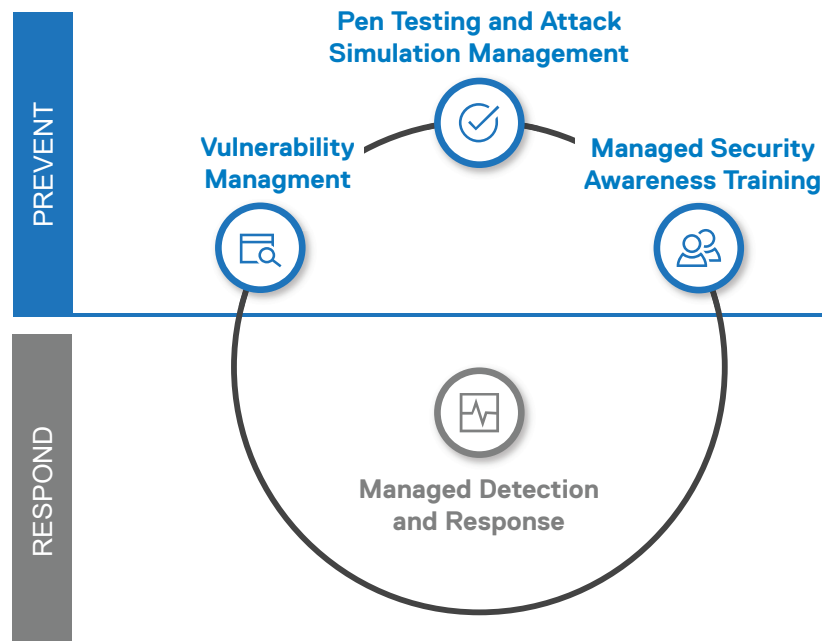 PREVENT
Pen Testing and Attack
Simulation Management
Vulnerability
Managment
Managed Security
Awareness Training
RESPOND
Managed Detection
and Response